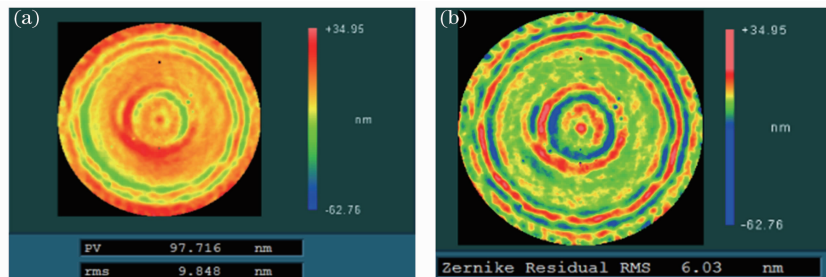 (a)
+34.95
nm
-62.76
PV 97.716 nm
rms 9.848 nm
(b)
+34.95
nm
-62.76
Zernike Residual RMS 6.03 nm